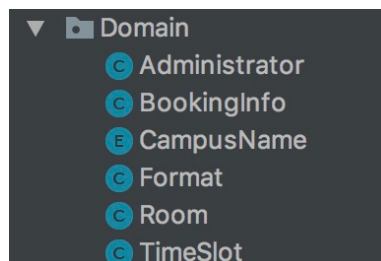 Domain
C Administrator
C BookingInfo
E CampusName
C Format
C Room
C TimeSlot